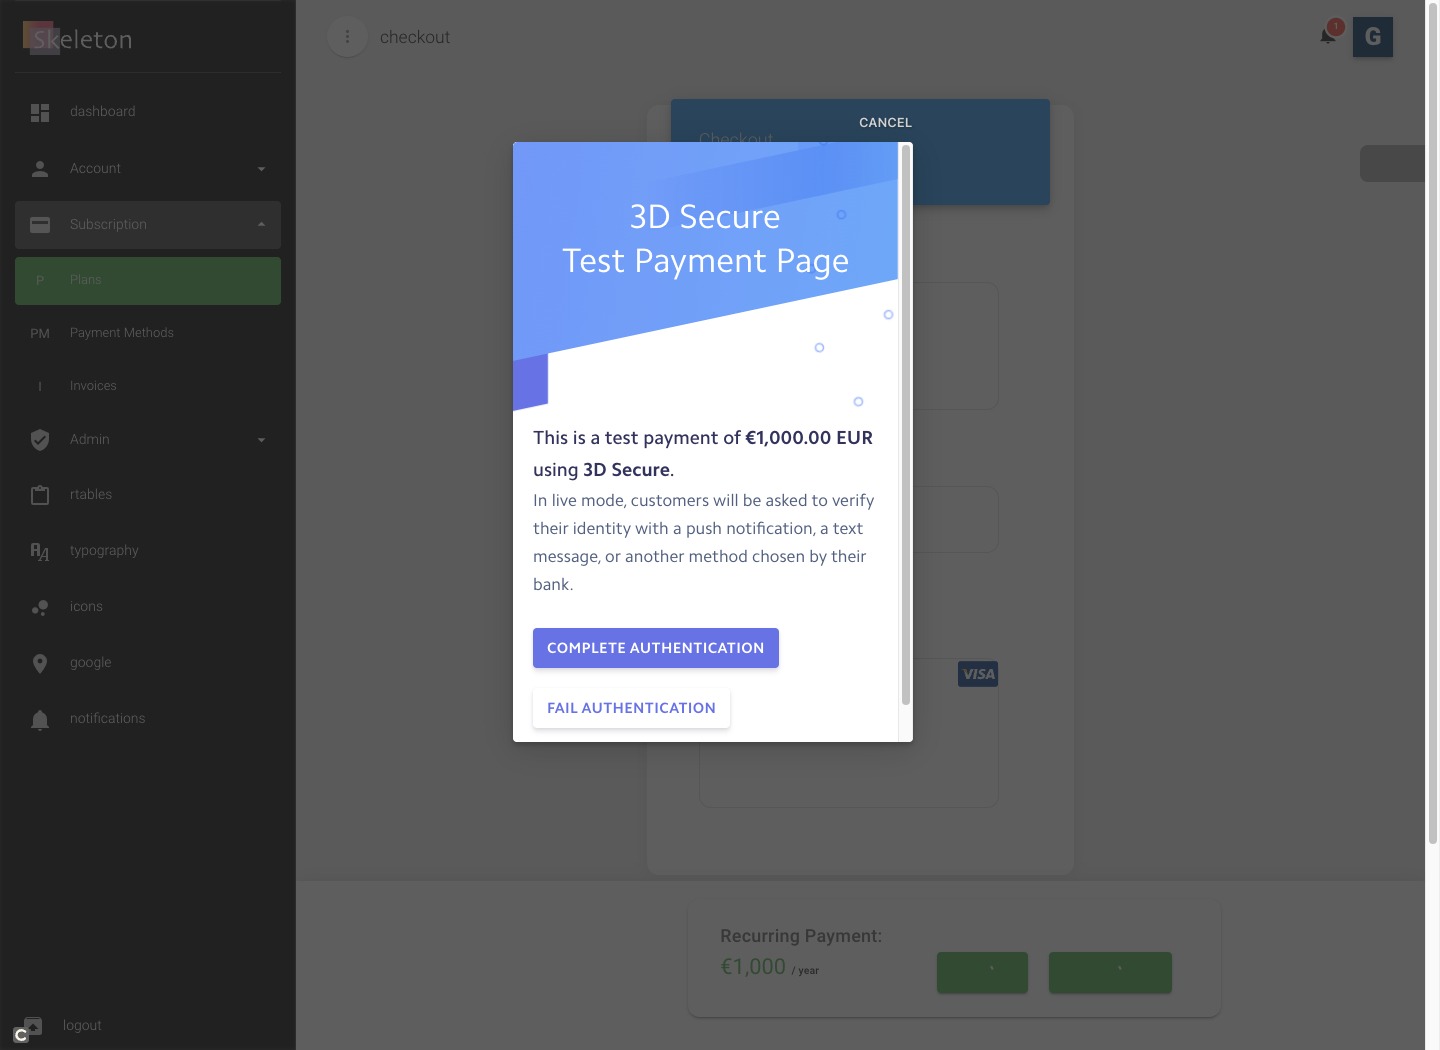 Skeleton
dashboard
Account
Subscription
P Plans
PM Payment Methods
I Invoices
Admin
rtables
typography
icons
google
notifications
logout
C
checkout
1
G
Checkout
CANCEL
3D Secure
Test Payment Page
This is a test payment of €1,000.00 EUR
using 3D Secure.
In live mode, customers will be asked to verify
their identity with a push notification, a text
message, or another method chosen by their
bank.
COMPLETE AUTHENTICATION
FAIL AUTHENTICATION
VISA
Recurring Payment:
€1,000 / year